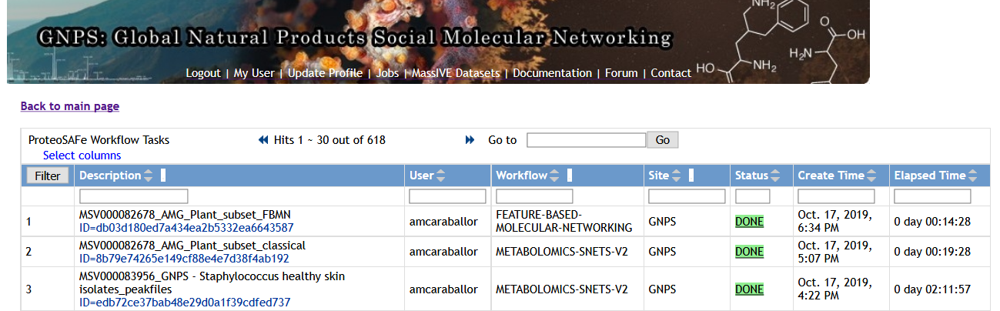 GNPS: Global Natural Products Social Molecular Networking
NH₂
OH
O
H₂N
HO
NH₂
Logout | My User | Update Profile | Jobs | MassIVE Datasets | Documentation | Forum | Contact
Back to main page
ProteoSAFe Workflow Tasks Hits 1 ~ 30 out of 618 Go to Go
Select columns
Filter Description User Workflow Site Status Create Time Elapsed Time
1 MSV000082678_AMG_Plant_subset_FBMN
ID=db03d180ed7a434ea2b5332ea6643587
amcaraballor
FEATURE-BASED-
MOLECULAR-NETWORKING
GNPS
DONE
Oct. 17, 2019,
6:34 PM
0 day 00:14:28
2 MSV000082678_AMG_Plant_subset_classical
ID=8b79e74265e149cf88e4e7d38f4ab192
amcaraballor
METABOLOMICS-SNETS-V2
GNPS
DONE
Oct. 17, 2019,
5:07 PM
0 day 00:19:28
3 MSV000083956_GNPS - Staphylococcus healthy skin
isolates_peakfiles
ID=edb72ce37bab48e29d0a1f39cdfed737
amcaraballor
METABOLOMICS-SNETS-V2
GNPS
DONE
Oct. 17, 2019,
4:22 PM
0 day 02:11:57